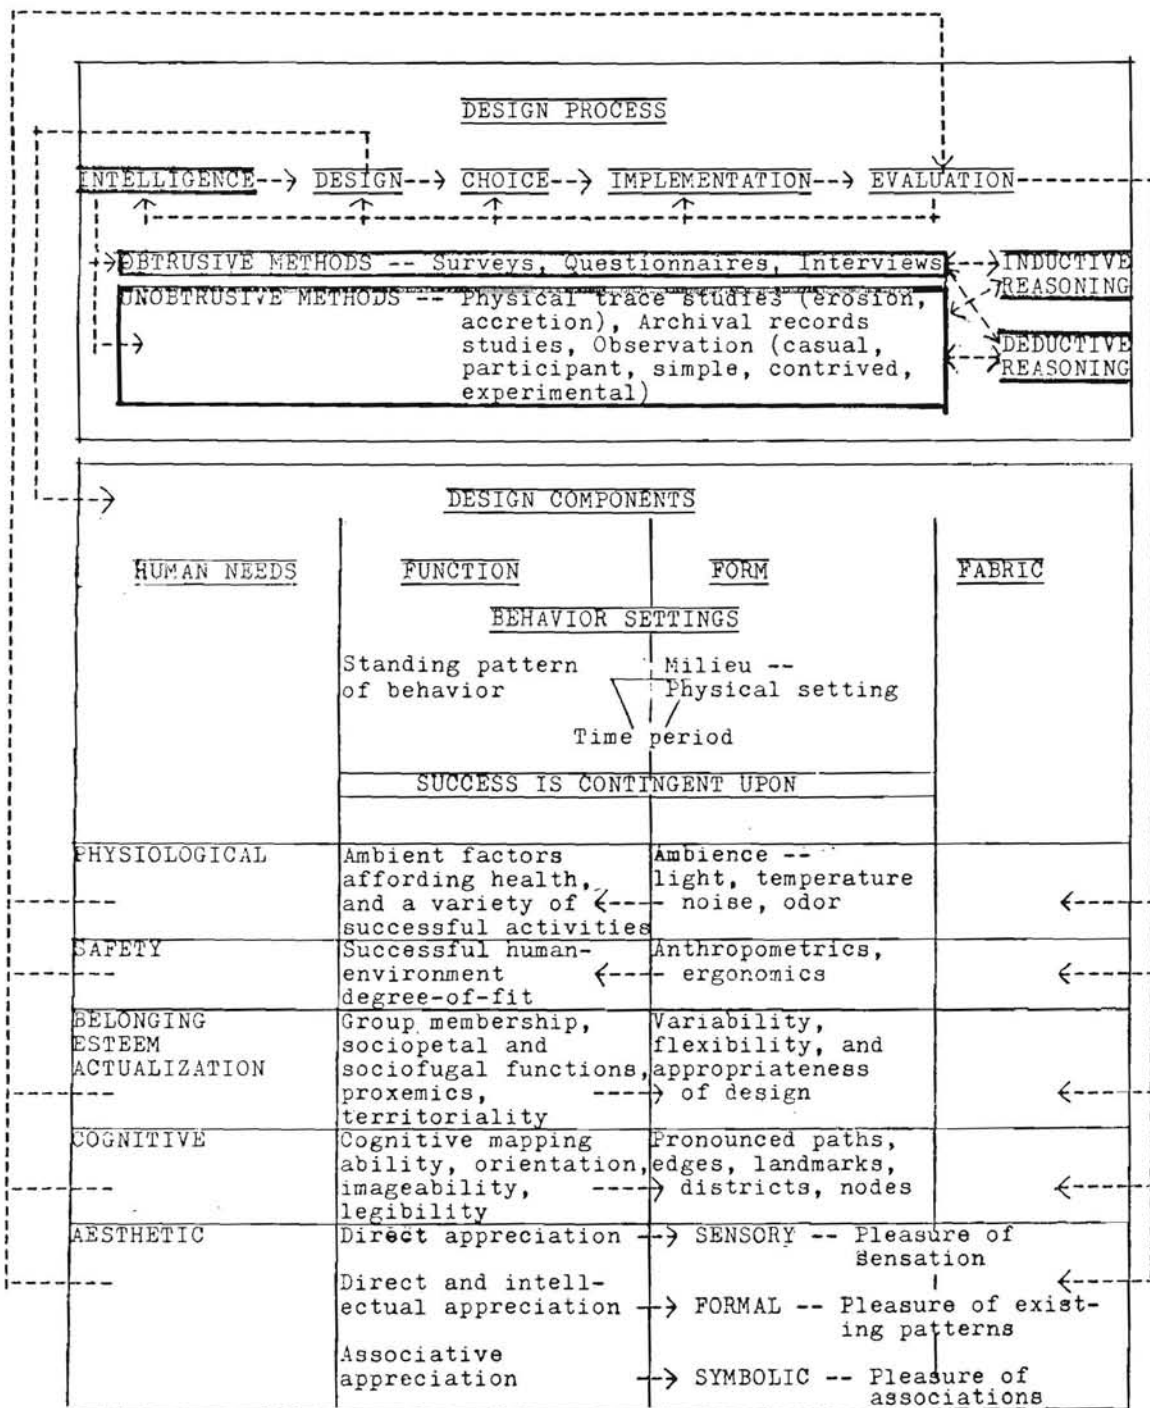 DESIGN PROCESS
INTELLIGENCE --> DESIGN --> CHOICE --> IMPLEMENTATION --> EVALUATION
OBTRUSIVE METHODS -- Surveys, Questionnaires, Interviews
INDUCTIVE
REASONING
UNOBTRUSIVE METHODS -- Physical trace studies (erosion,
accretion), Archival records
studies, Observation (casual,
participant, simple, contrived,
experimental)
DEDUCTIVE
REASONING
DESIGN COMPONENTS
HUMAN NEEDS FUNCTION FORM FABRIC
BEHAVIOR SETTINGS
Standing pattern
of behavior
Milieu --
Physical setting
Time period
SUCCESS IS CONTINGENT UPON
PHYSIOLOGICAL
Ambient factors
affording health,
and a variety of
successful activities
Ambience --
light, temperature
noise, odor
SAFETY
Successful human-
environment
degree-of-fit
Anthropometrics,
ergonomics
BELONGING
ESTEEM
ACTUALIZATION
Group membership,
sociopetal and
sociofugal functions,
proxemics,
territoriality
Variability,
flexibility, and
appropriateness
of design
COGNITIVE
Cognitive mapping
ability, orientation,
imageability,
legibility
Pronounced paths,
edges, landmarks,
districts, nodes
AESTHETIC
Direct appreciation --> SENSORY -- Pleasure of
Sensation
Direct and intell-
ectual appreciation --> FORMAL -- Pleasure of exist-
ing patterns
Associative
appreciation --> SYMBOLIC -- Pleasure of
associations